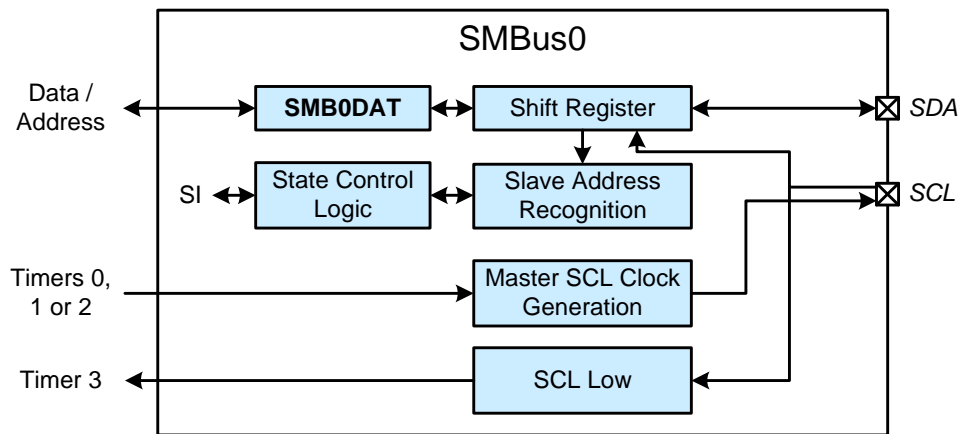 SMBus0
Data /
Address
SMB0DAT
Shift Register
SDA
SI
State Control
Logic
Slave Address
Recognition
SCL
Timers 0,
1 or 2
Master SCL Clock
Generation
Timer 3
SCL Low